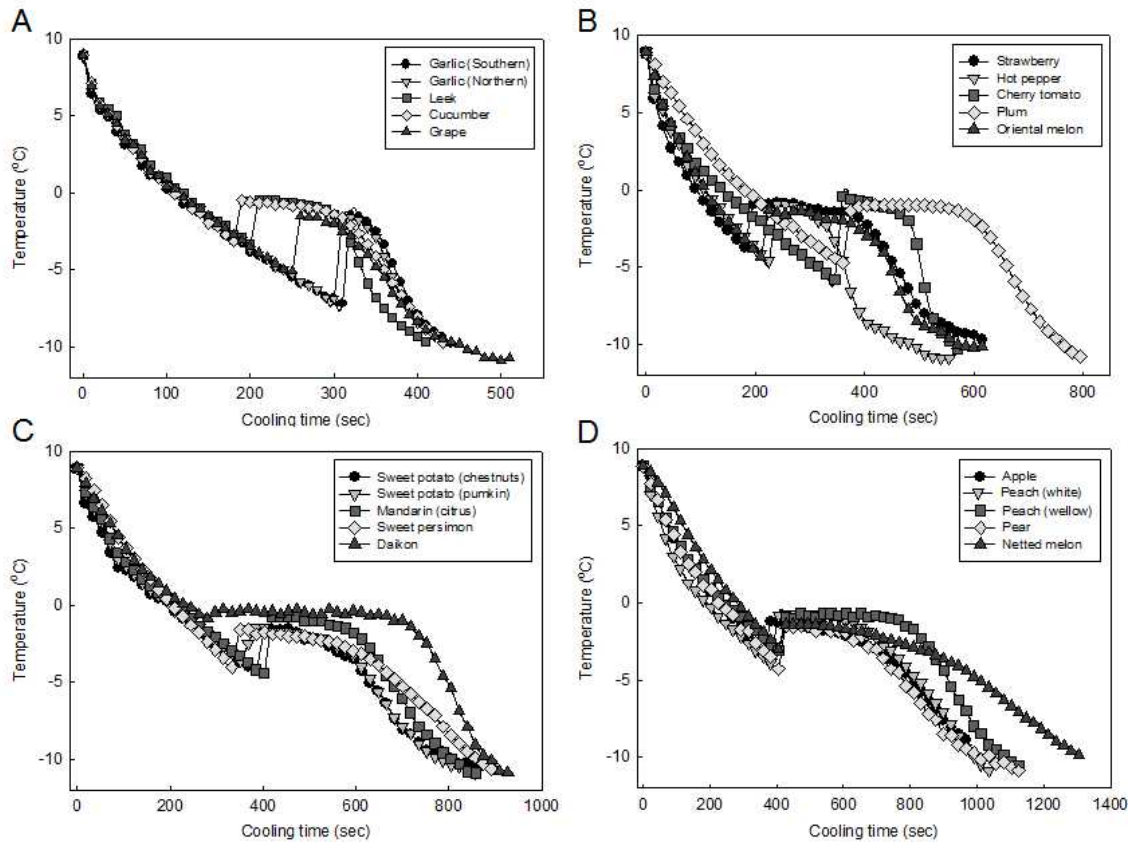 A
Temperature (°C)
10
5
0
-5
-10
0
100
200
300
400
500
Cooling time (sec)
Garlic (Southern)
Garlic (Northern)
Leek
Cucumber
Grape
B
Temperature (°C)
10
5
0
-5
-10
0
200
400
600
800
Cooling time (sec)
Strawberry
Hot pepper
Cherry tomato
Plum
Oriental melon
C
Temperature (°C)
10
5
0
-5
-10
0
200
400
600
800
1000
Cooling time (sec)
Sweet potato (chestnuts)
Sweet potato (pumkin)
Mandarin (citrus)
Sweet persimon
Daikon
D
Temperature (°C)
10
5
0
-5
-10
0
200
400
600
800
1000
1200
1400
Cooling time (sec)
Apple
Peach (white)
Peach (wellow)
Pear
Netted melon